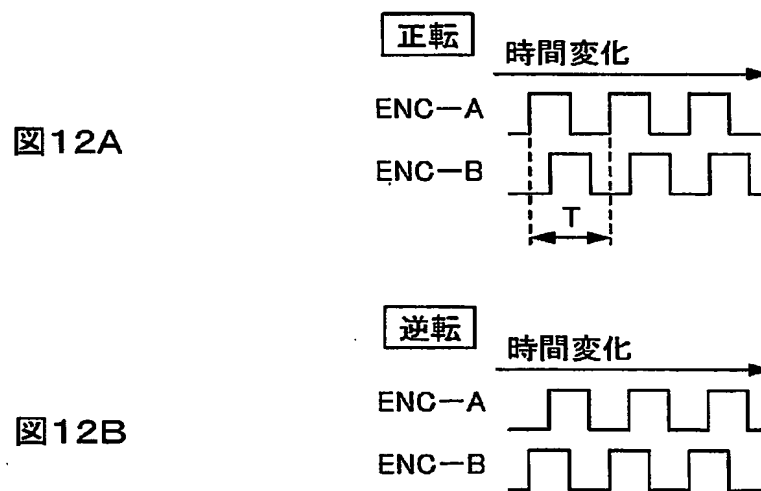 正転
時間変化
ENC－A
図12A
ENC－B
T
逆転
時間変化
ENC－A
図12B
ENC－B